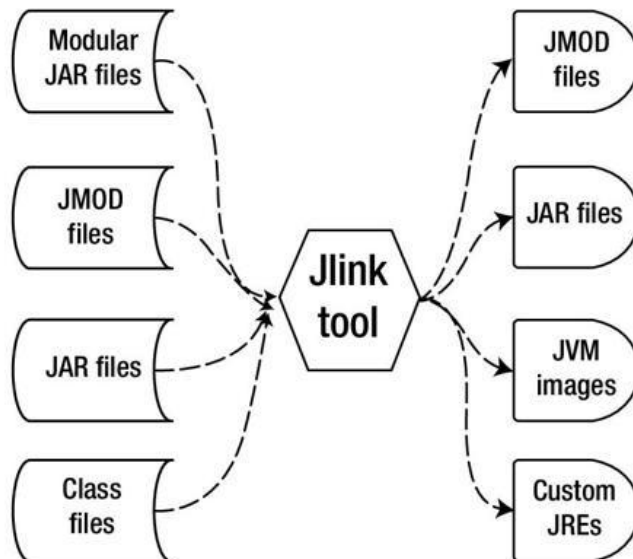 Modular
JAR files
JMOD
files
JAR files
Class
files
Jlink
tool
JMOD
files
JAR files
JVM
images
Custom
JREs